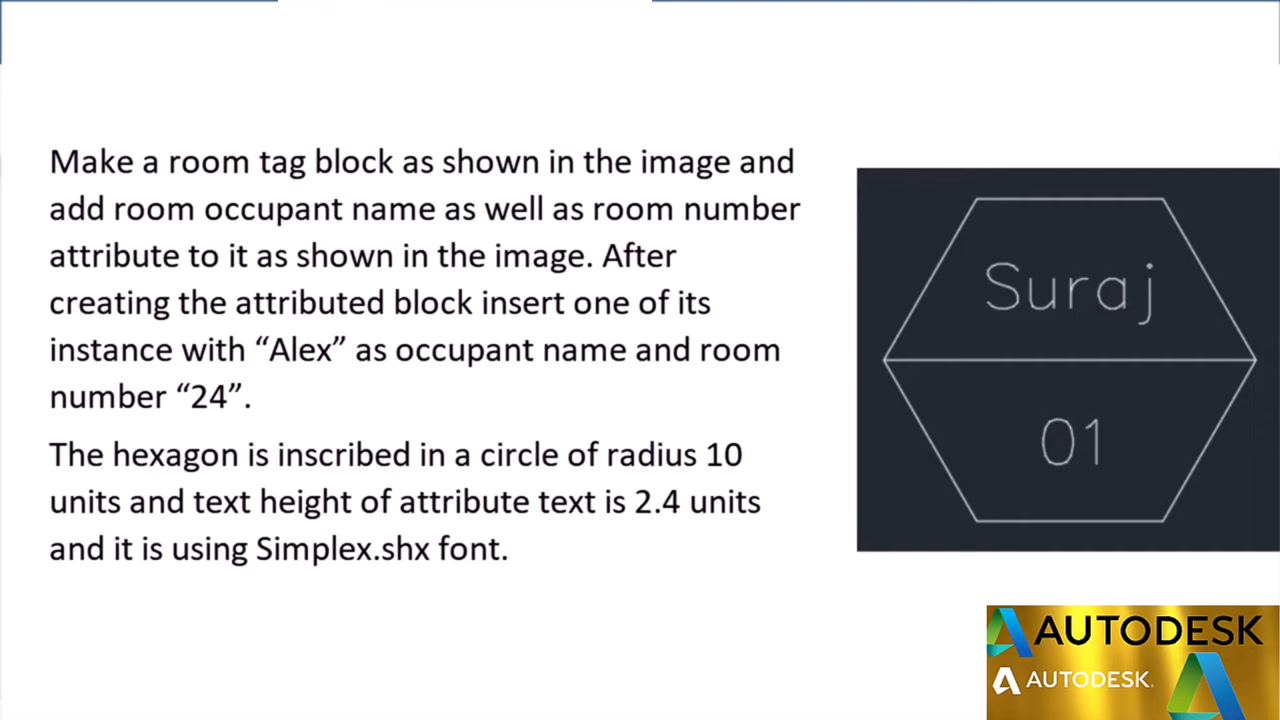 Make a room tag block as shown in the image and
add room occupant name as well as room number
attribute to it as shown in the image. After
creating the attributed block insert one of its
instance with “Alex” as occupant name and room
number “24”.
The hexagon is inscribed in a circle of radius 10
units and text height of attribute text is 2.4 units
and it is using Simplex.shx font.
Suraj
01
AUTODESK
AUTODESK.